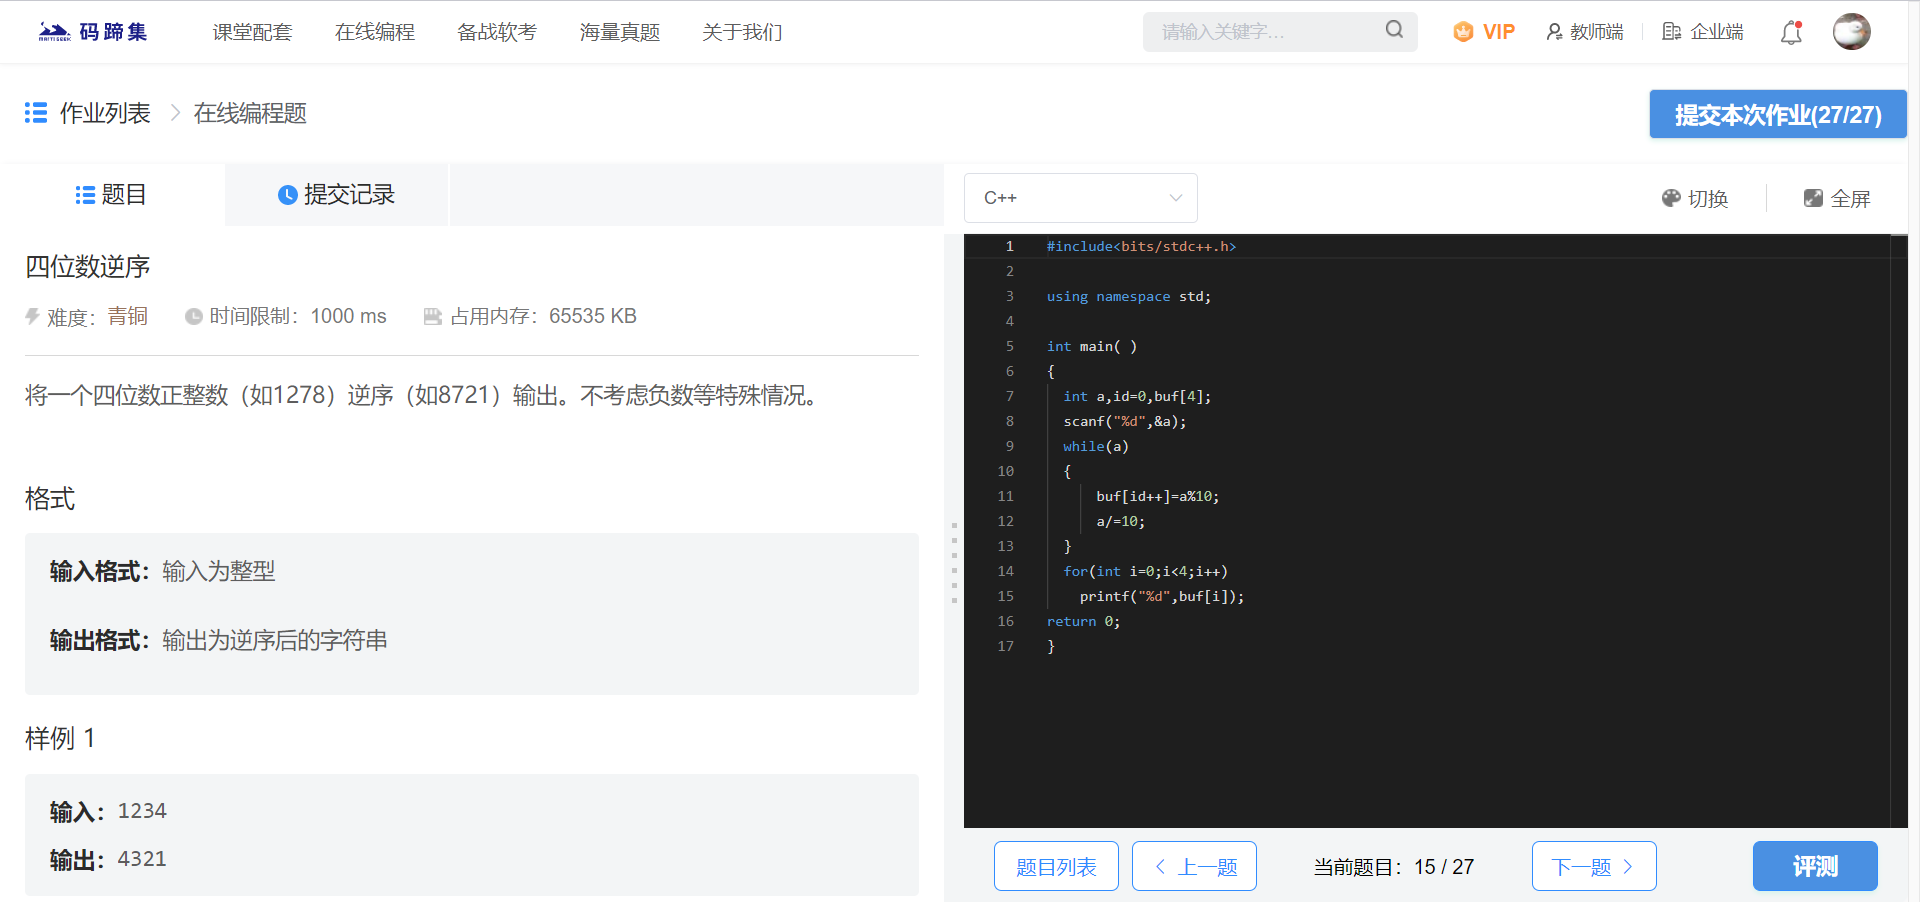 码蹄集
MATIJI GEEK
课堂配套 在线编程 备战软考 海量真题 关于我们 请输入关键字... VIP 教师端 企业端
作业列表 > 在线编程题 提交本次作业(27/27)
题目 提交记录
四位数逆序
难度：青铜 时间限制：1000 ms 占用内存：65535 KB
将一个四位数正整数（如1278）逆序（如8721）输出。不考虑负数等特殊情况。
格式
输入格式：输入为整型
输出格式：输出为逆序后的字符串
样例 1
输入：1234
输出：4321
C++ 切换 全屏
1 #include<bits/stdc++.h>
2
3 using namespace std;
4
5 int main( )
6 {
7 int a,id=0,buf[4];
8 scanf("%d",&a);
9 while(a)
10 {
11 buf[id++]=a%10;
12 a/=10;
13 }
14 for(int i=0;i<4;i++)
15 printf("%d",buf[i]);
16 return 0;
17 }
题目列表 < 上一题 当前题目：15 / 27 下一题 > 评测